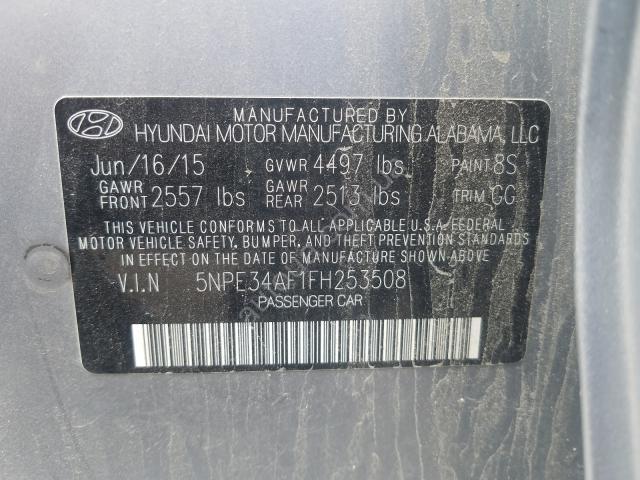 MANUFACTURED BY
HYUNDAI MOTOR MANUFACTURING ALABAMA, LLC
Jun/16/15 GVWR 4497 lbs PAINT 8S
GAWR FRONT 2557 lbs GAWR REAR 2513 lbs TRIM GG
THIS VEHICLE CONFORMS TO ALL APPLICABLE U.S.A FEDERAL
MOTOR VEHICLE SAFETY, BUMPER, AND THEFT PREVENTION STANDARDS
IN EFFECT ON THE DATE OF MANUFACTURE SHOWN ABOVE
V.I.N 5NPE34AF1FH253508
PASSENGER CAR